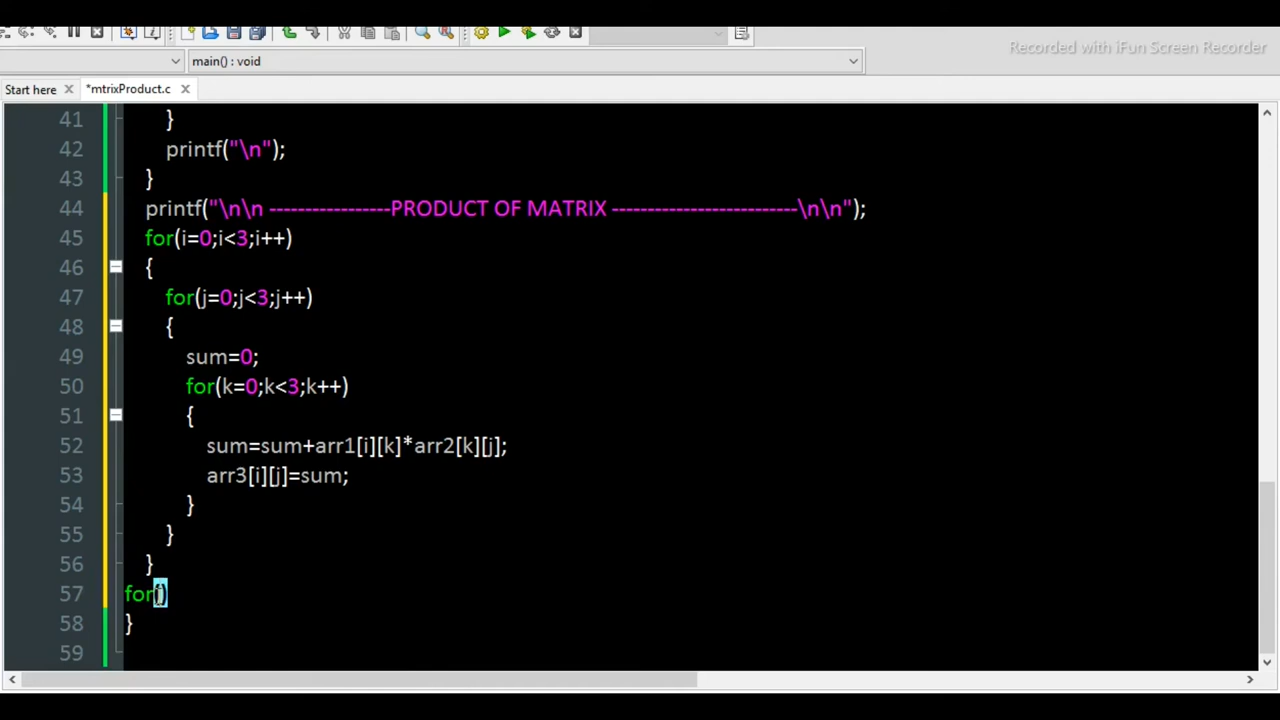 Recorded with iFun Screen Recorder
main() : void
Start here
*mtrixProduct.c
41 }
42 printf("\n");
43 }
44 printf("\n\n -----------------PRODUCT OF MATRIX --------------------------\n\n");
45 for(i=0;i<3;i++)
46 {
47 for(j=0;j<3;j++)
48 {
49 sum=0;
50 for(k=0;k<3;k++)
51 {
52 sum=sum+arr1[i][k]*arr2[k][j];
53 arr3[i][j]=sum;
54 }
55 }
56 }
57 for()
58 }
59